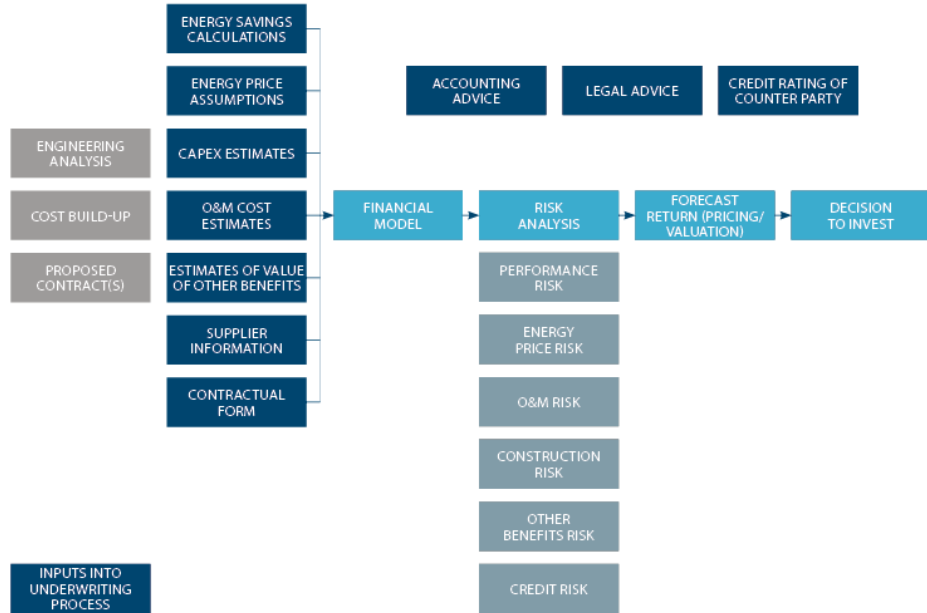 ENERGY SAVINGS
CALCULATIONS
ENERGY PRICE
ASSUMPTIONS
ACCOUNTING
ADVICE
LEGAL ADVICE
CREDIT RATING OF
COUNTER PARTY
ENGINEERING
ANALYSIS
CAPEX ESTIMATES
COST BUILD-UP
O&M COST
ESTIMATES
FINANCIAL
MODEL
RISK
ANALYSIS
FORECAST
RETURN (PRICING/
VALUATION)
DECISION
TO INVEST
PROPOSED
CONTRACT(S)
ESTIMATES OF VALUE
OF OTHER BENEFITS
PERFORMANCE
RISK
SUPPLIER
INFORMATION
ENERGY
PRICE RISK
CONTRACTUAL
FORM
O&M RISK
CONSTRUCTION
RISK
OTHER
BENEFITS RISK
INPUTS INTO
UNDERWRITING
PROCESS
CREDIT RISK